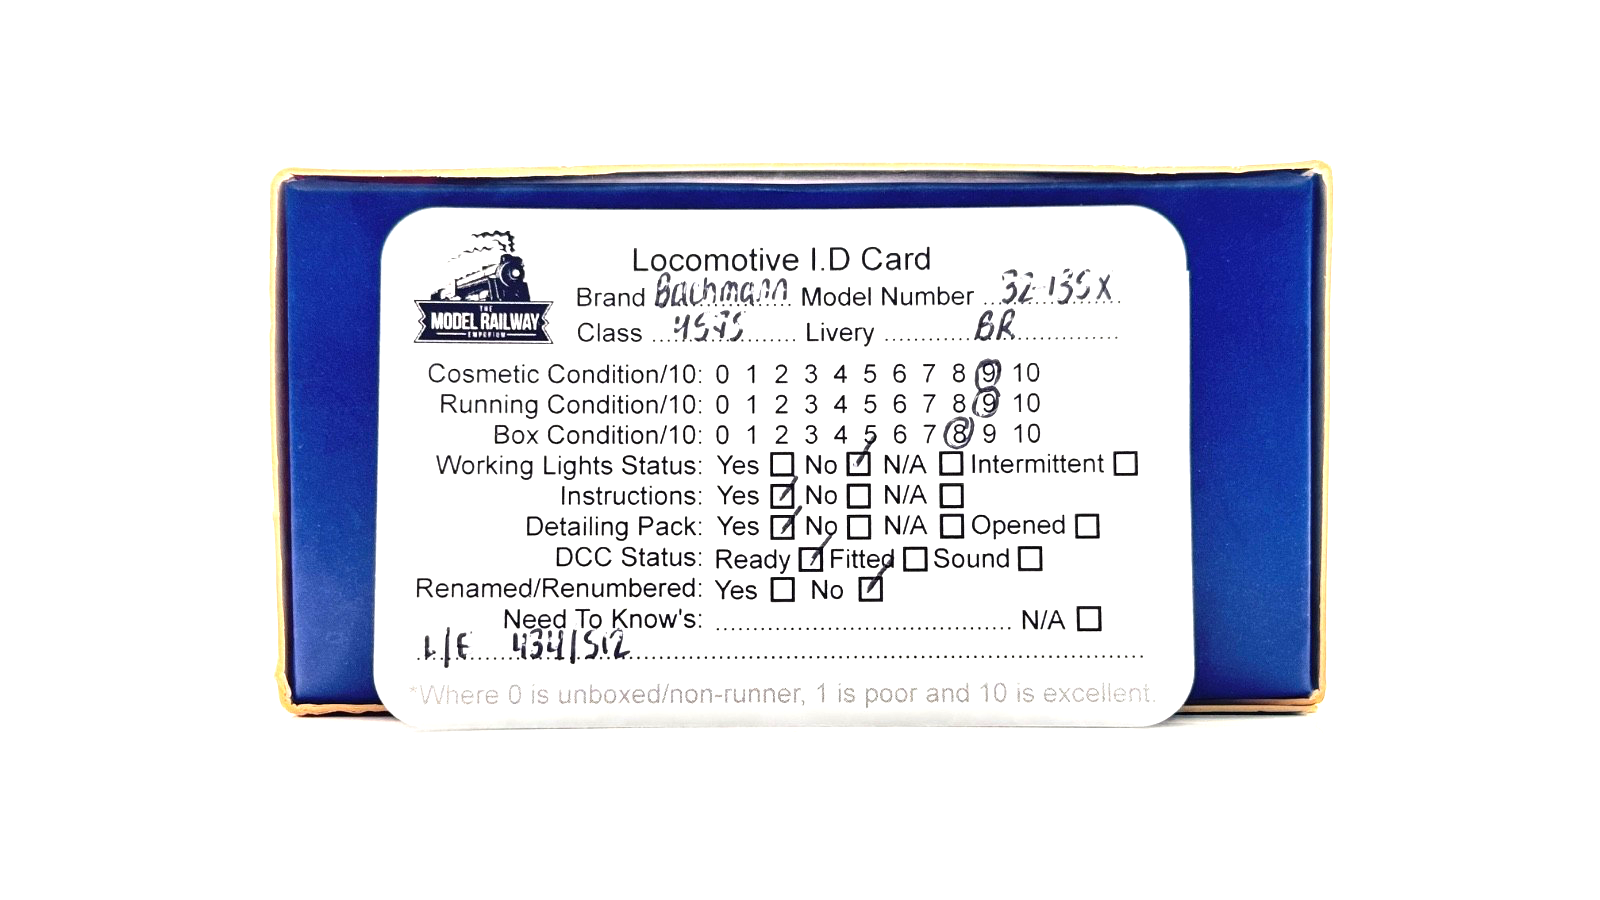 THE
MODEL RAILWAY
EMPORIUM
Locomotive I.D Card
Brand Bachmann Model Number 32-135X
Class 4575 Livery BR
Cosmetic Condition/10: 0 1 2 3 4 5 6 7 8 9 10
Running Condition/10: 0 1 2 3 4 5 6 7 8 9 10
Box Condition/10: 0 1 2 3 4 5 6 7 8 9 10
Working Lights Status: Yes No N/A Intermittent
Instructions: Yes No N/A
Detailing Pack: Yes No N/A Opened
DCC Status: Ready Fitted Sound
Renamed/Renumbered: Yes No
Need To Know's: N/A
L/E 434/512
*Where 0 is unboxed/non-runner, 1 is poor and 10 is excellent.